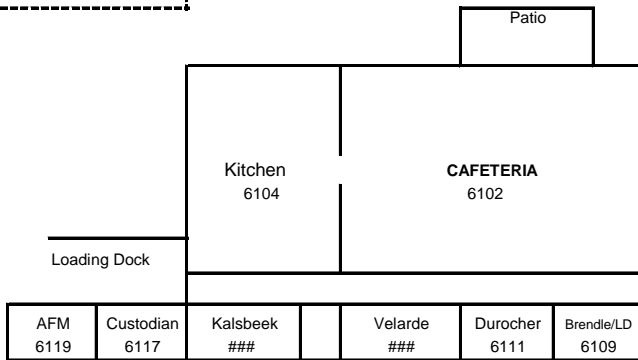 Patio
Kitchen
6104
CAFETERIA
6102
Loading Dock
AFM
6119
Custodian
6117
Kalsbeek
###
Velarde
###
Durocher
6111
Brendle/LD
6109